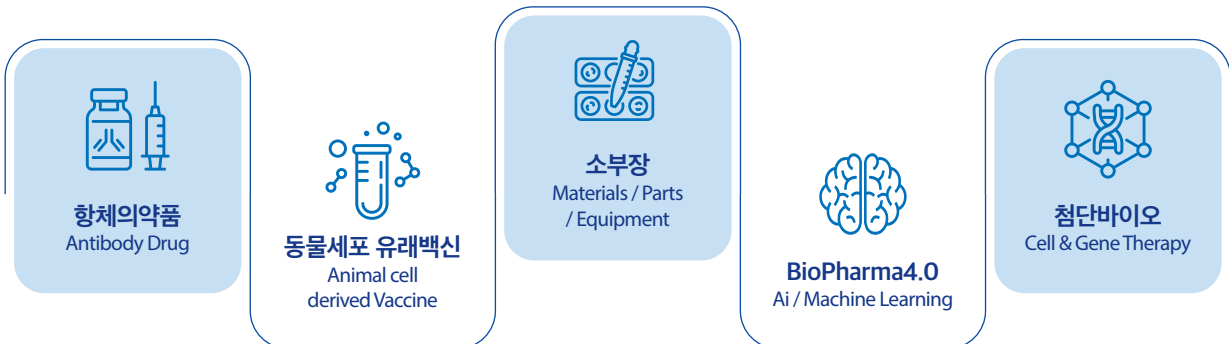 항체의약품
Antibody Drug
동물세포 유래백신
Animal cell
derived Vaccine
소부장
Materials / Parts
/ Equipment
BioPharma4.0
Ai / Machine Learning
첨단바이오
Cell & Gene Therapy